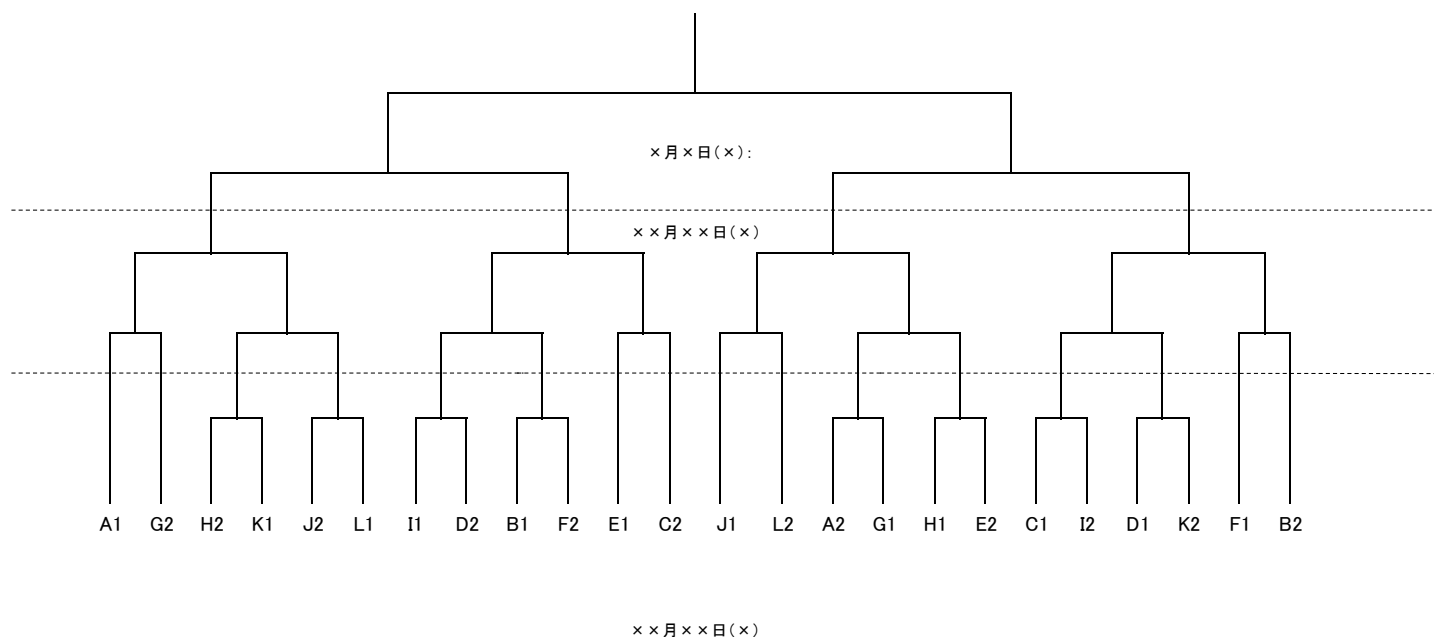 ×月×日(×):
××月××日(×)
A1 G2 H2 K1 J2 L1 I1 D2 B1 F2 E1 C2 J1 L2 A2 G1 H1 E2 C1 I2 D1 K2 F1 B2
××月××日(×)